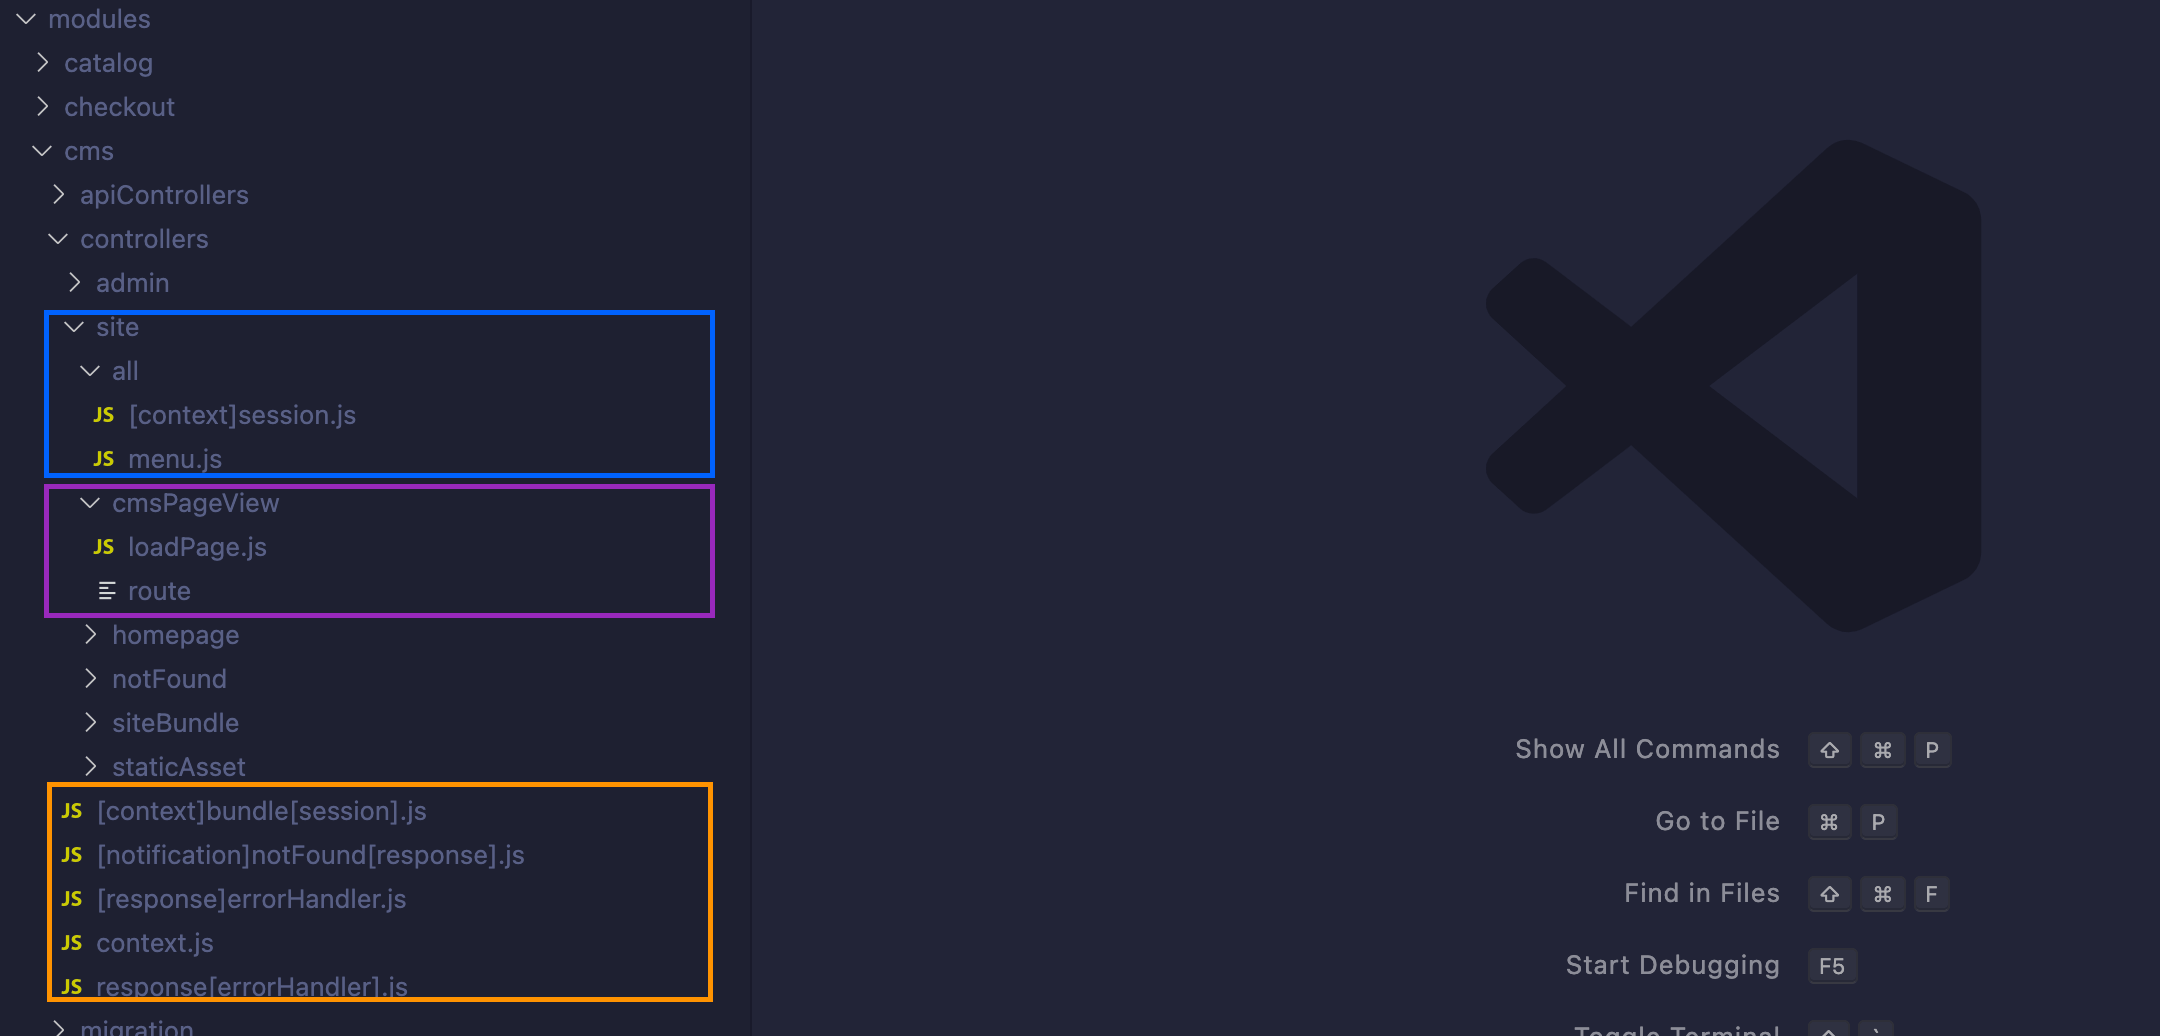 modules
catalog
checkout
cms
apiControllers
controllers
admin
site
all
JS [context]session.js
JS menu.js
cmsPageView
JS loadPage.js
route
homepage
notFound
siteBundle
staticAsset
JS [context]bundle[session].js
JS [notification]notFound[response].js
JS [response]errorHandler.js
JS context.js
JS response[errorHandler].js
migration
Show All Commands ⇧ ⌘ P
Go to File ⌘ P
Find in Files ⇧ ⌘ F
Start Debugging F5
Toggle Terminal ^ `